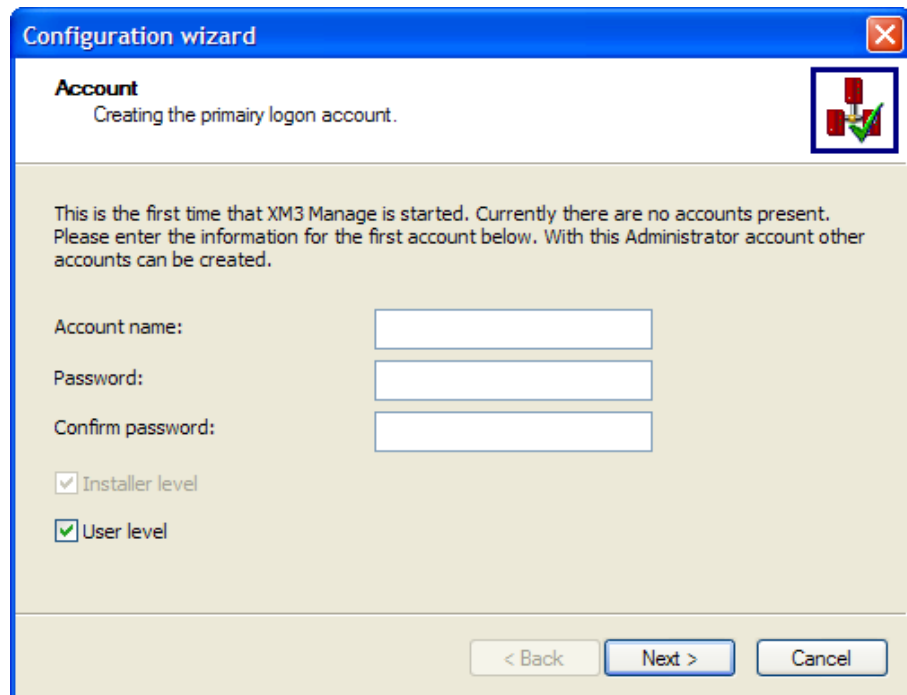 Configuration wizard
Account
Creating the primairy logon account.
This is the first time that XM3 Manage is started. Currently there are no accounts present.
Please enter the information for the first account below. With this Administrator account other
accounts can be created.
Account name:
Password:
Confirm password:
Installer level
User level
< Back Next > Cancel